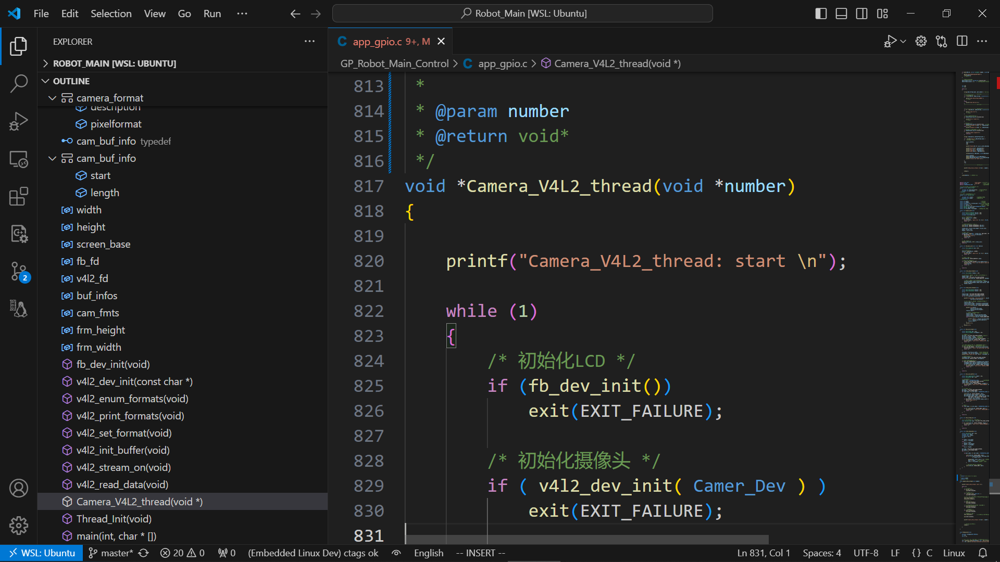 File Edit Selection View Go Run ··· Robot_Main [WSL: Ubuntu]
EXPLORER ···
ROBOT_MAIN [WSL: UBUNTU]
OUTLINE
camera_format
description
pixelformat
cam_buf_info typedef
cam_buf_info
start
length
width
height
screen_base
fb_fd
v4l2_fd
buf_infos
cam_fmts
frm_height
frm_width
fb_dev_init(void)
v4l2_dev_init(const char *)
v4l2_enum_formats(void)
v4l2_print_formats(void)
v4l2_set_format(void)
v4l2_init_buffer(void)
v4l2_stream_on(void)
v4l2_read_data(void)
Camera_V4L2_thread(void *)
Thread_Init(void)
main(int, char * [])
2
C app_gpio.c 9+, M
GP_Robot_Main_Control > C app_gpio.c > Camera_V4L2_thread(void *)
813 *
814 * @param number
815 * @return void*
816 */
817 void *Camera_V4L2_thread(void *number)
818 {
819
820 printf("Camera_V4L2_thread: start \n");
821
822 while (1)
823 {
824 /* 初始化LCD */
825 if (fb_dev_init())
826 exit(EXIT_FAILURE);
827
828 /* 初始化摄像头 */
829 if ( v4l2_dev_init( Camer_Dev ) )
830 exit(EXIT_FAILURE);
831
WSL: Ubuntu master* 20 0 0 (Embedded Linux Dev) ctags ok English -- INSERT -- Ln 831, Col 1 Spaces: 4 UTF-8 LF {} C Linux